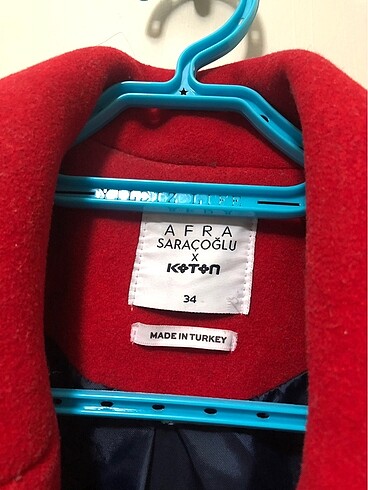 AFRA
SARAÇOĞLU
X
KOTON
34
MADE IN TURKEY